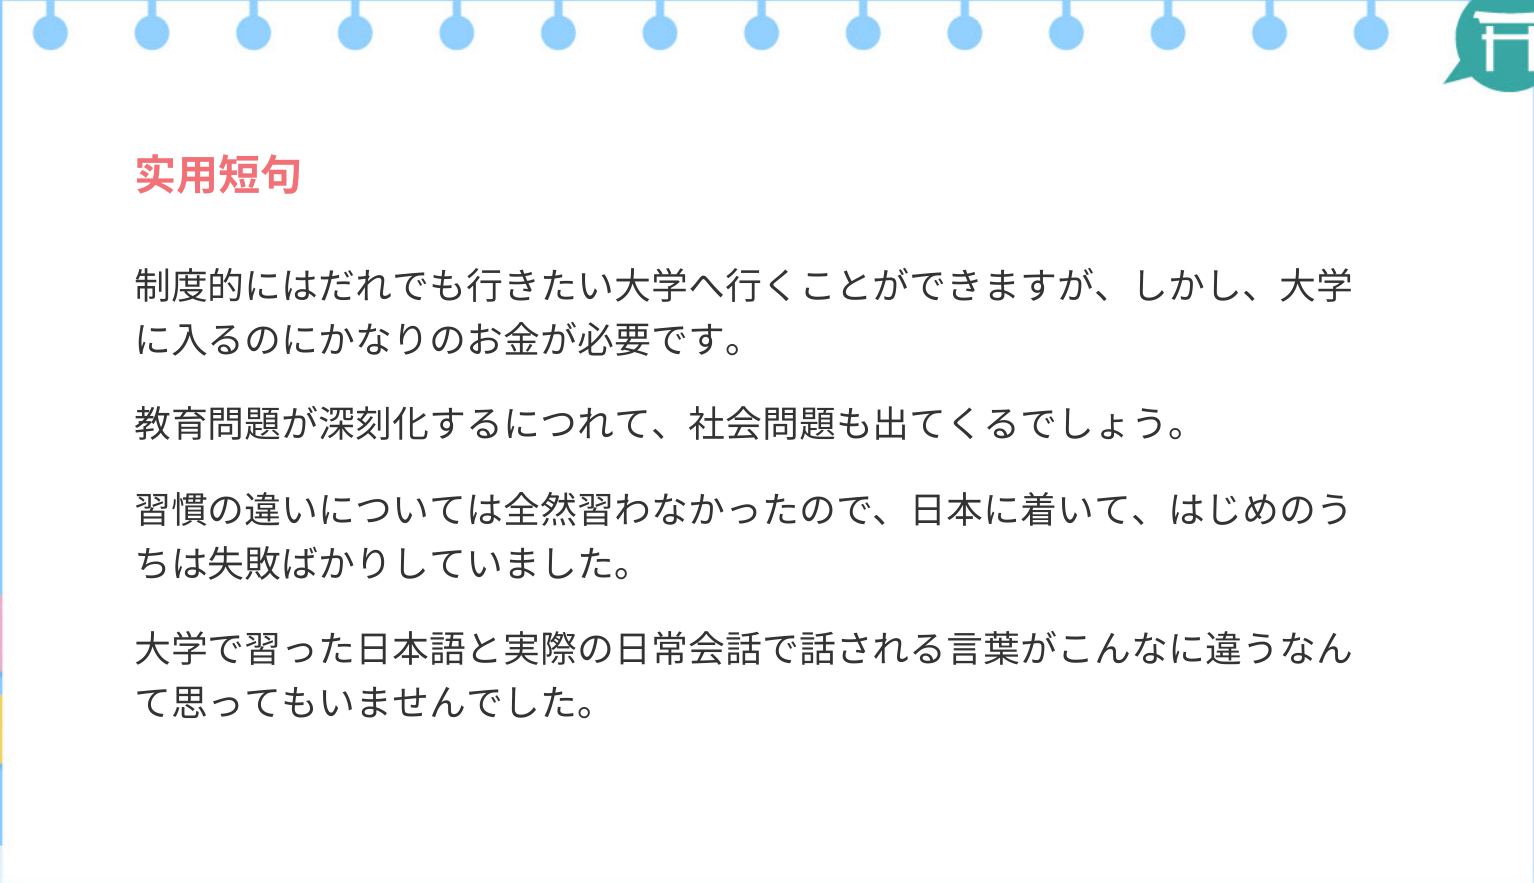 实用短句
制度的にはだれでも行きたい大学へ行くことができますが、しかし、大学
に入るのにかなりのお金が必要です。
教育問題が深刻化するにつれて、社会問題も出てくるでしょう。
習慣の違いについては全然習わなかったので、日本に着いて、はじめのう
ちは失敗ばかりしていました。
大学で習った日本語と実際の日常会話で話される言葉がこんなに違うなん
て思ってもいませんでした。